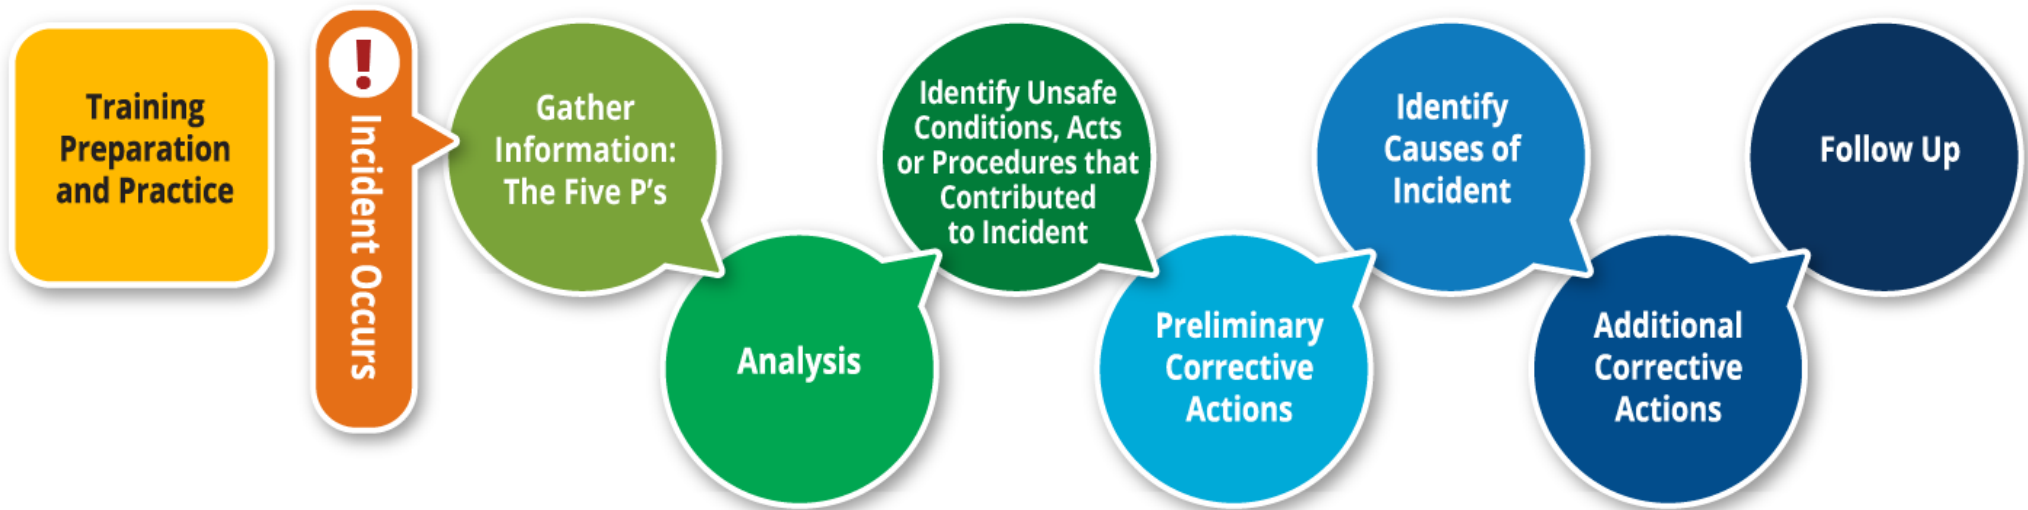 Training
Preparation
and Practice
!
Incident Occurs
Gather
Information:
The Five P's
Analysis
Identify Unsafe
Conditions, Acts
or Procedures that
Contributed
to Incident
Preliminary
Corrective
Actions
Identify
Causes of
Incident
Additional
Corrective
Actions
Follow Up